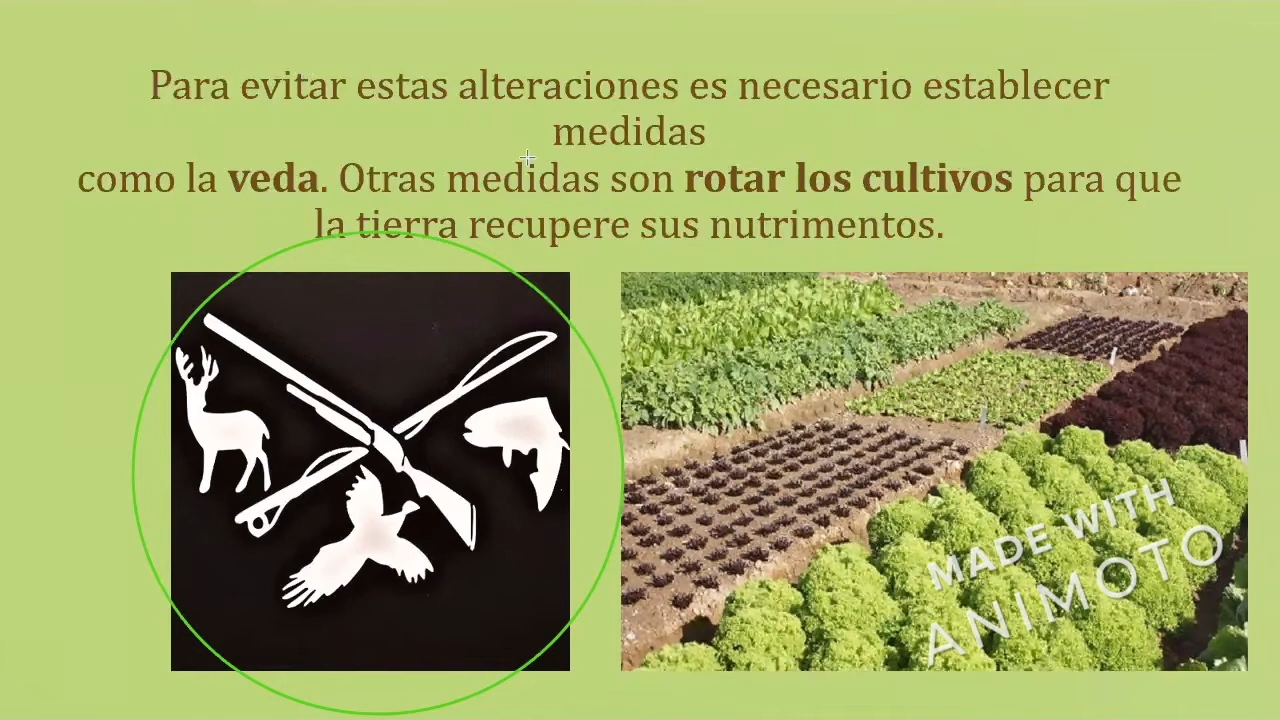 Para evitar estas alteraciones es necesario establecer
medidas
como la veda. Otras medidas son rotar los cultivos para que
la tierra recupere sus nutrimentos.
MADE WITH
ANIMOTO